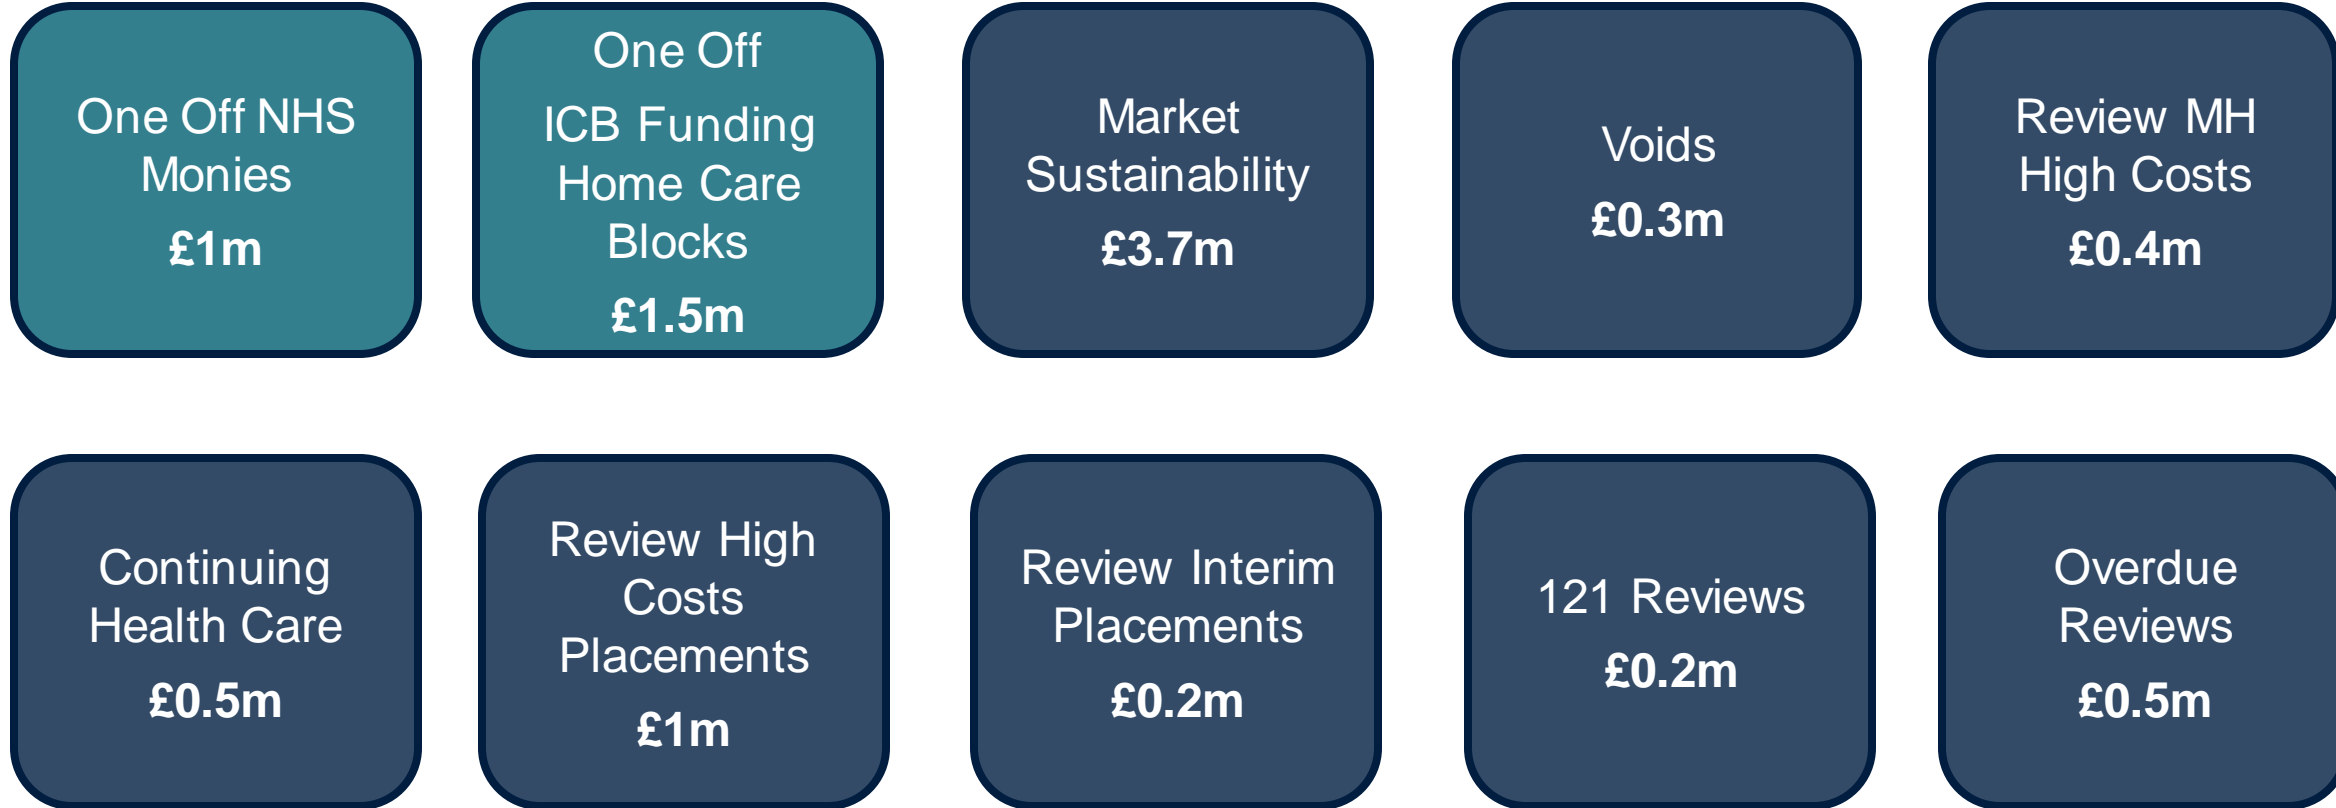 One Off NHS
Monies
£1m
One Off
ICB Funding
Home Care
Blocks
£1.5m
Market
Sustainability
£3.7m
Voids
£0.3m
Review MH
High Costs
£0.4m
Continuing
Health Care
£0.5m
Review High
Costs
Placements
£1m
Review Interim
Placements
£0.2m
121 Reviews
£0.2m
Overdue
Reviews
£0.5m